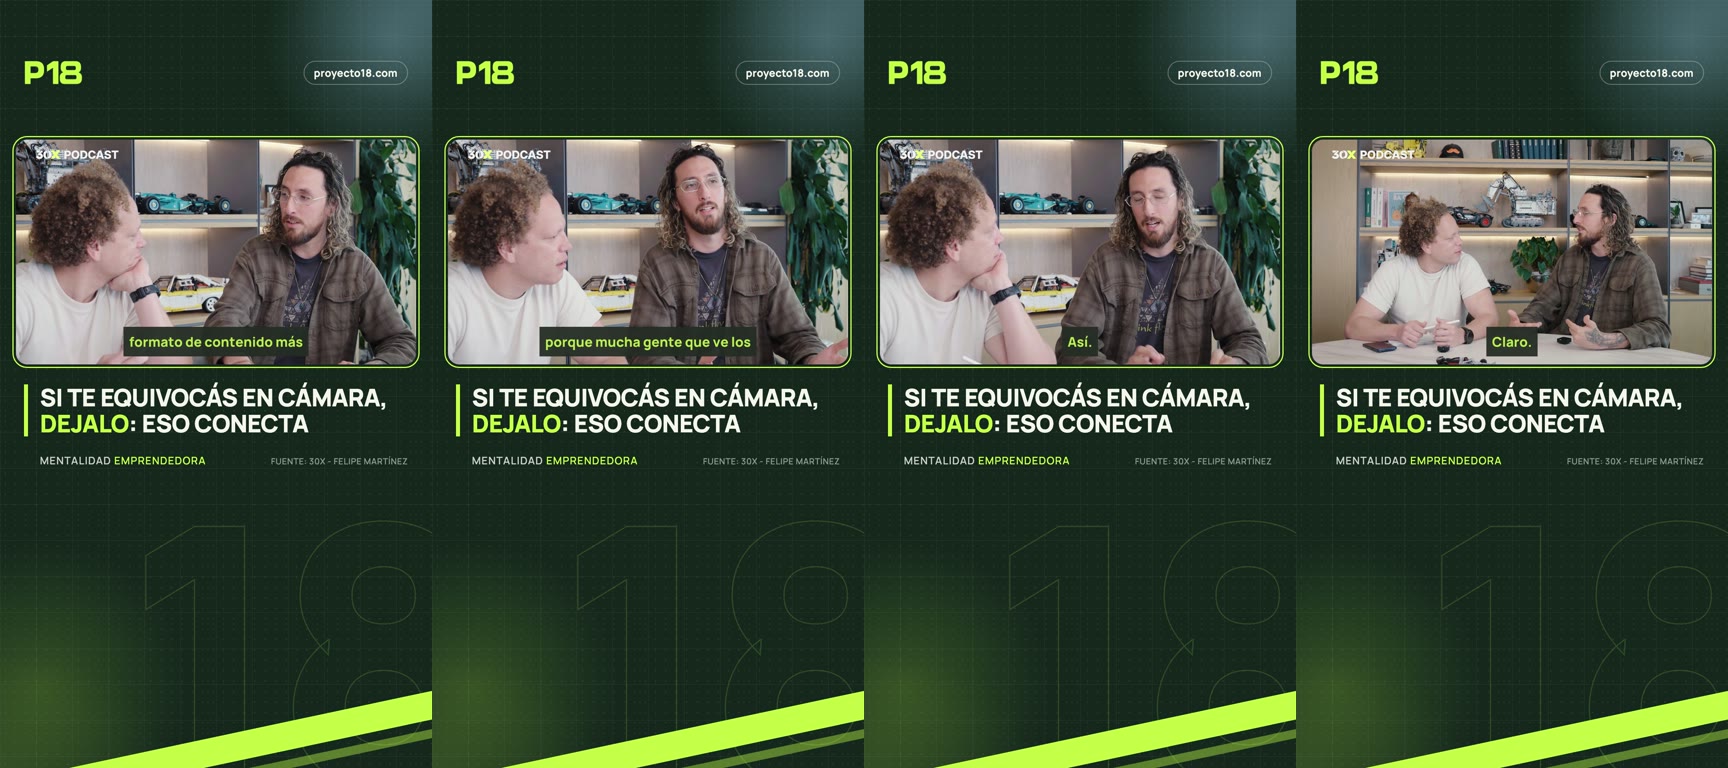 P18
proyecto18.com
30X PODCAST
formato de contenido más
SI TE EQUIVOCÁS EN CÁMARA,
DEJALO: ESO CONECTA
MENTALIDAD EMPRENDEDORA
FUENTE: 30X - FELIPE MARTÍNEZ
18
P18
proyecto18.com
30X PODCAST
porque mucha gente que ve los
SI TE EQUIVOCÁS EN CÁMARA,
DEJALO: ESO CONECTA
MENTALIDAD EMPRENDEDORA
FUENTE: 30X - FELIPE MARTÍNEZ
18
P18
proyecto18.com
30X PODCAST
Así.
SI TE EQUIVOCÁS EN CÁMARA,
DEJALO: ESO CONECTA
MENTALIDAD EMPRENDEDORA
FUENTE: 30X - FELIPE MARTÍNEZ
18
P18
proyecto18.com
30X PODCAST
Claro.
SI TE EQUIVOCÁS EN CÁMARA,
DEJALO: ESO CONECTA
MENTALIDAD EMPRENDEDORA
FUENTE: 30X - FELIPE MARTÍNEZ
18